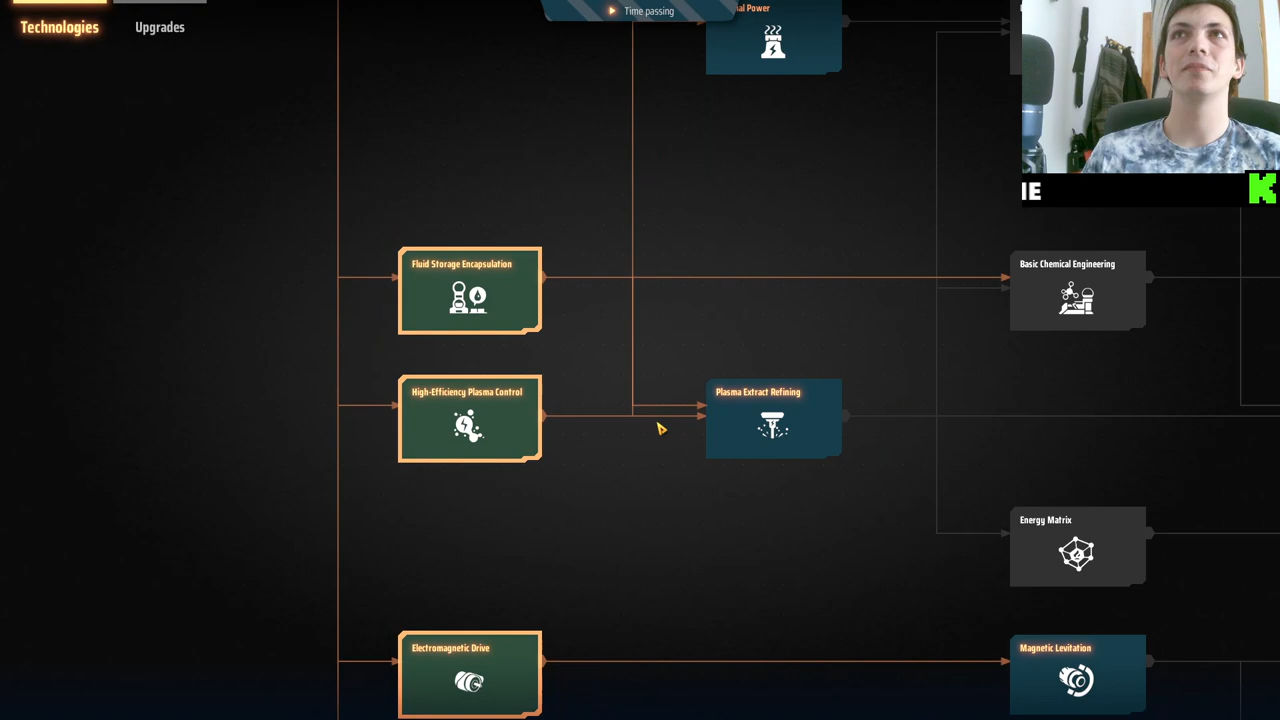 Technologies
Upgrades
Time passing
al Power
Fluid Storage Encapsulation
Basic Chemical Engineering
High-Efficiency Plasma Control
Plasma Extract Refining
Energy Matrix
Electromagnetic Drive
Magnetic Levitation
IE
K